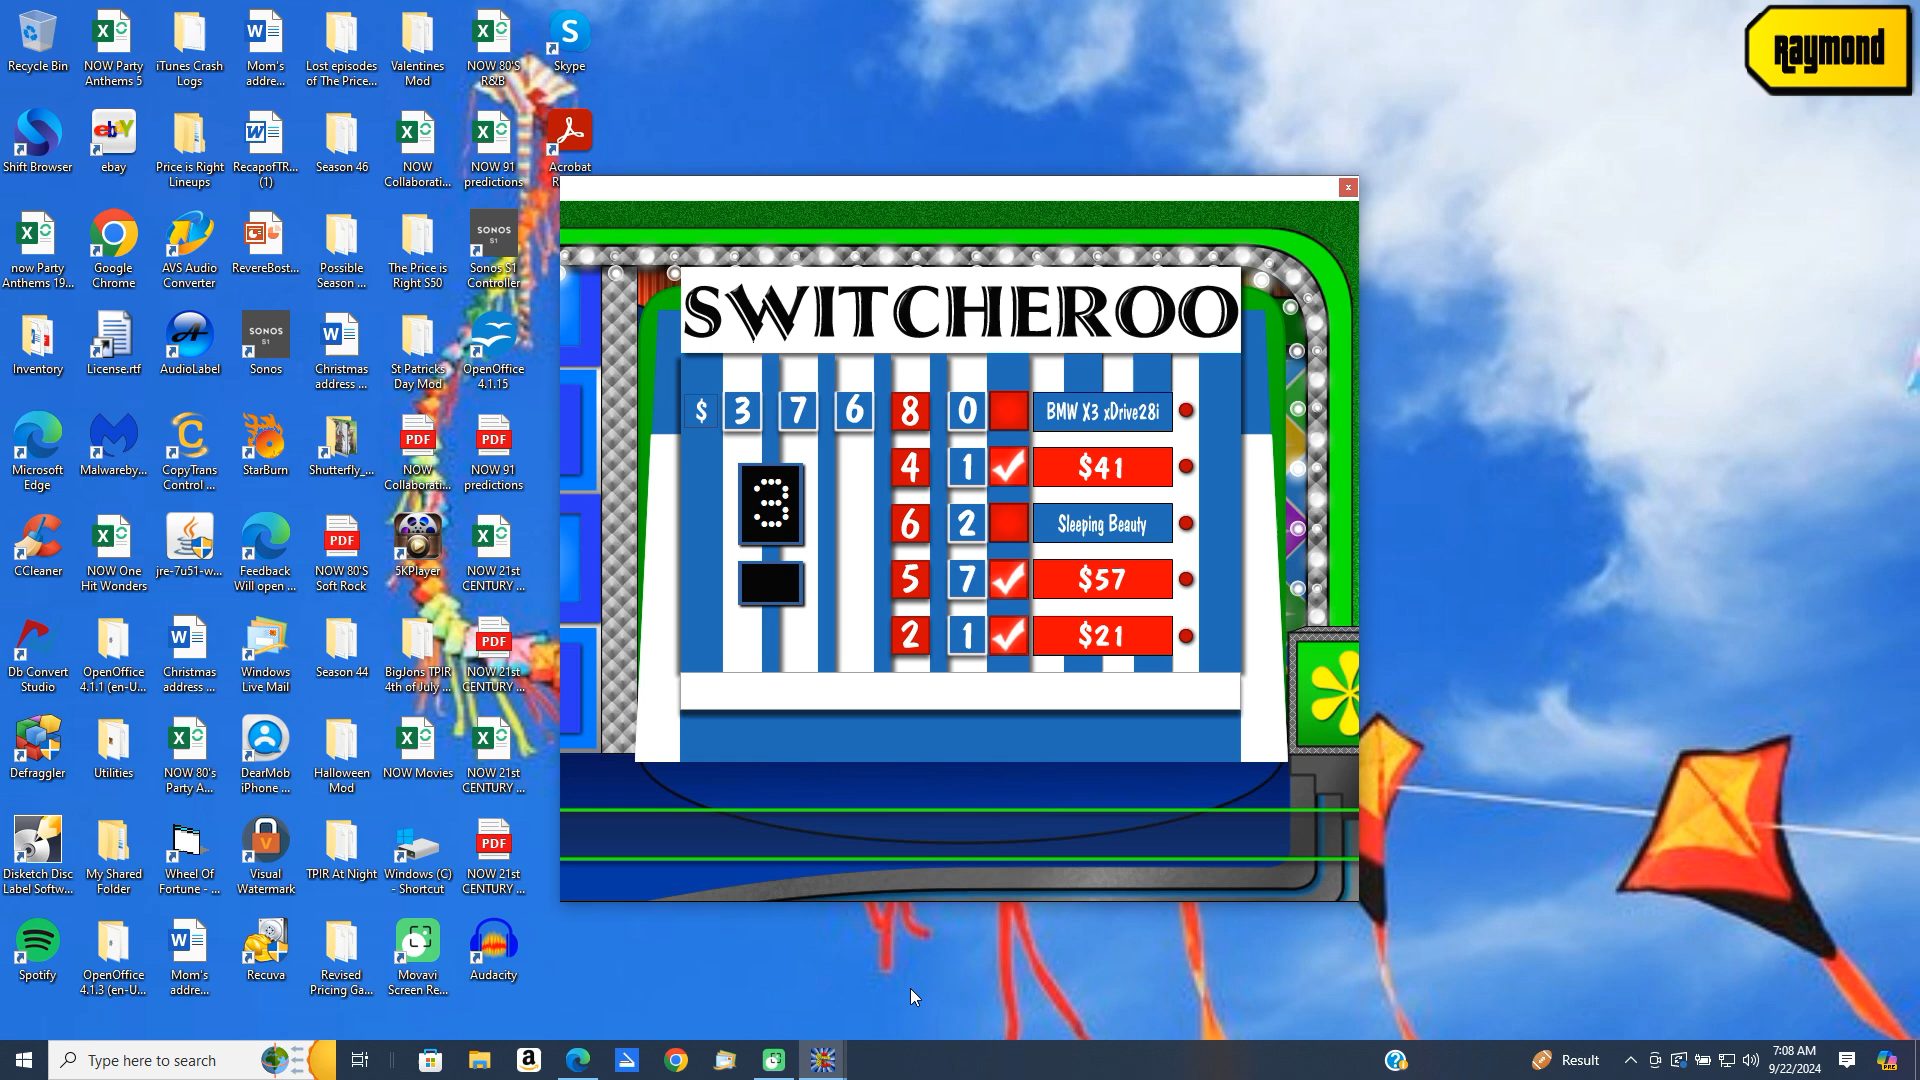 Recycle Bin
NOW Party
Anthems 5
iTunes Crash
Logs
Mom's
addre...
Lost episodes
of The Price...
Valentines
Mod
NOW 80'S
R&B
Skype
Raymond
Shift Browser
ebay
Price is Right
Lineups
RecapofTR...
(1)
Season 46
NOW
Collaborati...
NOW 91
predictions
Acrobat
now Party
Anthems 19...
Google
Chrome
AVS Audio
Converter
RevereBost...
Possible
Season ...
The Price is
Right S50
SONOS
S1
Sonos S1
Controller
Inventory
License.rtf
AudioLabel
SONOS
S1
Sonos
Christmas
address ...
St Patricks
Day Mod
OpenOffice
4.1.15
Microsoft
Edge
Malwareby...
CopyTrans
Control ...
StarBurn
Shutterfly_...
PDF
NOW
Collaborati...
PDF
NOW 91
predictions
CCleaner
NOW One
Hit Wonders
jre-7u51-w...
Feedback
Will open ...
PDF
NOW 80'S
Soft Rock
5KPlayer
NOW 21st
CENTURY ...
Db Convert
Studio
OpenOffice
4.1.1 (en-U...
Christmas
address ...
Windows
Live Mail
Season 44
BigJons TPIR
4th of July ...
PDF
NOW 21st
CENTURY ...
Defraggler
Utilities
NOW 80's
Party A...
DearMob
iPhone ...
Halloween
Mod
NOW Movies
NOW 21st
CENTURY ...
Disketch Disc
Label Softw...
My Shared
Folder
Wheel Of
Fortune - ...
Visual
Watermark
TPIR At Night
Windows (C)
- Shortcut
PDF
NOW 21st
CENTURY ...
Spotify
OpenOffice
4.1.3 (en-U...
Mom's
addre...
Recuva
Revised
Pricing Ga...
Movavi
Screen Re...
Audacity
SWITCHEROO
$ 3 7 6 8 0 BMW X3 xDrive28i
4 1 $41
3
6 2 Sleeping Beauty
5 7 $57
2 1 $21
Type here to search
Result
7:08 AM
9/22/2024